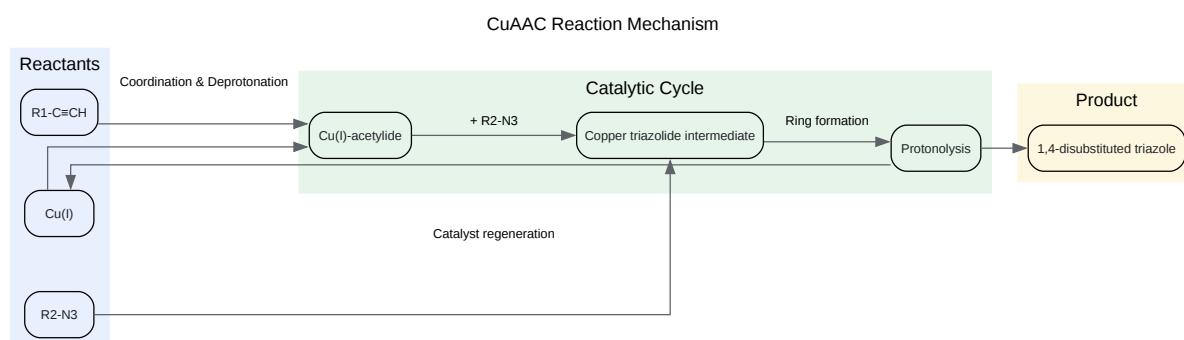 CuAAC Reaction Mechanism
Reactants
Coordination & Deprotonation
Catalytic Cycle
Product
R1-C≡CH
+ R2-N3
Ring formation
Cu(I)-acetylide
Copper triazolide intermediate
Protonolysis
1,4-disubstituted triazole
Cu(I)
Catalyst regeneration
R2-N3